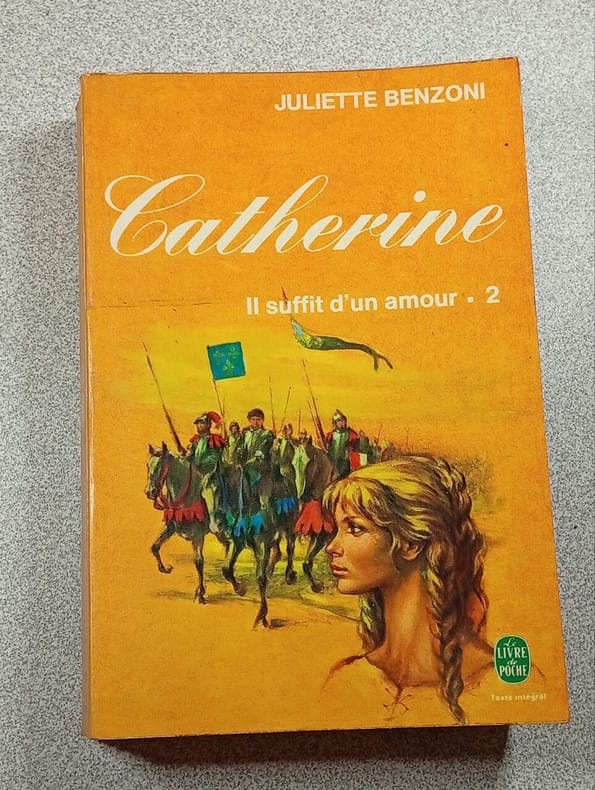 JULIETTE BENZONI
Catherine
Il suffit d'un amour • 2
Le
LIVRE
de
POCHE
Texte intégral